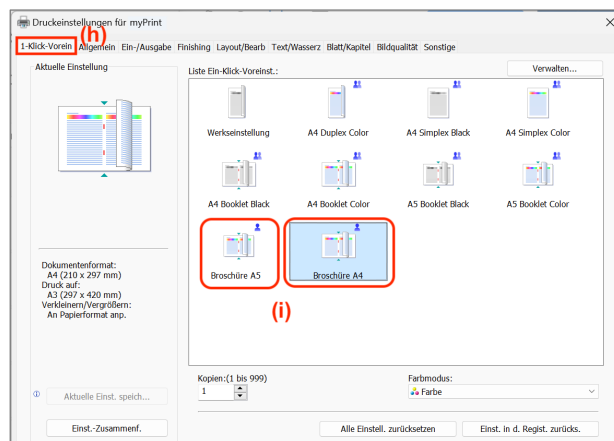 Druckeinstellungen für myPrint
(h)
1-Klick-Vorein Allgemein Ein-/Ausgabe Finishing Layout/Bearb Text/Wasserz Blatt/Kapitel Bildqualität Sonstige
Aktuelle Einstellung
Liste Ein-Klick-Voreinst.:
Verwalten...
Werkseinstellung
A4 Duplex Color
A4 Simplex Black
A4 Simplex Color
A4 Booklet Black
A4 Booklet Color
A5 Booklet Black
A5 Booklet Color
Broschüre A5
Broschüre A4
(i)
Dokumentenformat:
A4 (210 x 297 mm)
Druck auf:
A3 (297 x 420 mm)
Verkleinern/Vergrößern:
An Papierformat anp.
Kopien:(1 bis 999)
1
Farbmodus:
Farbe
Aktuelle Einst. speich...
Einst.-Zusammenf.
Alle Einstell. zurücksetzen
Einst. in d. Regist. zurücks.